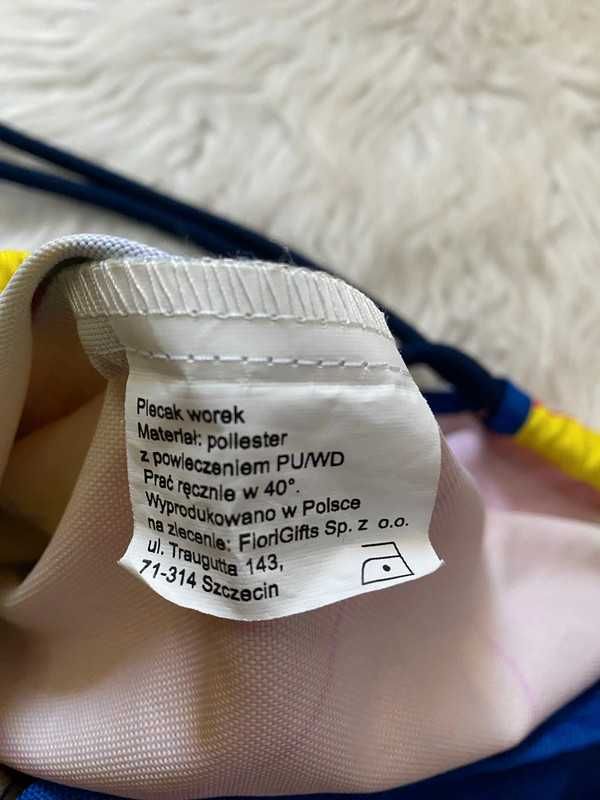 Plecak worek
Materiał: poliester
z powleczeniem PU/WD
Prać ręcznie w 40°.
Wyprodukowano w Polsce
na zlecenie: FioriGifts Sp. z o.o.
ul. Traugutta 143,
71-314 Szczecin